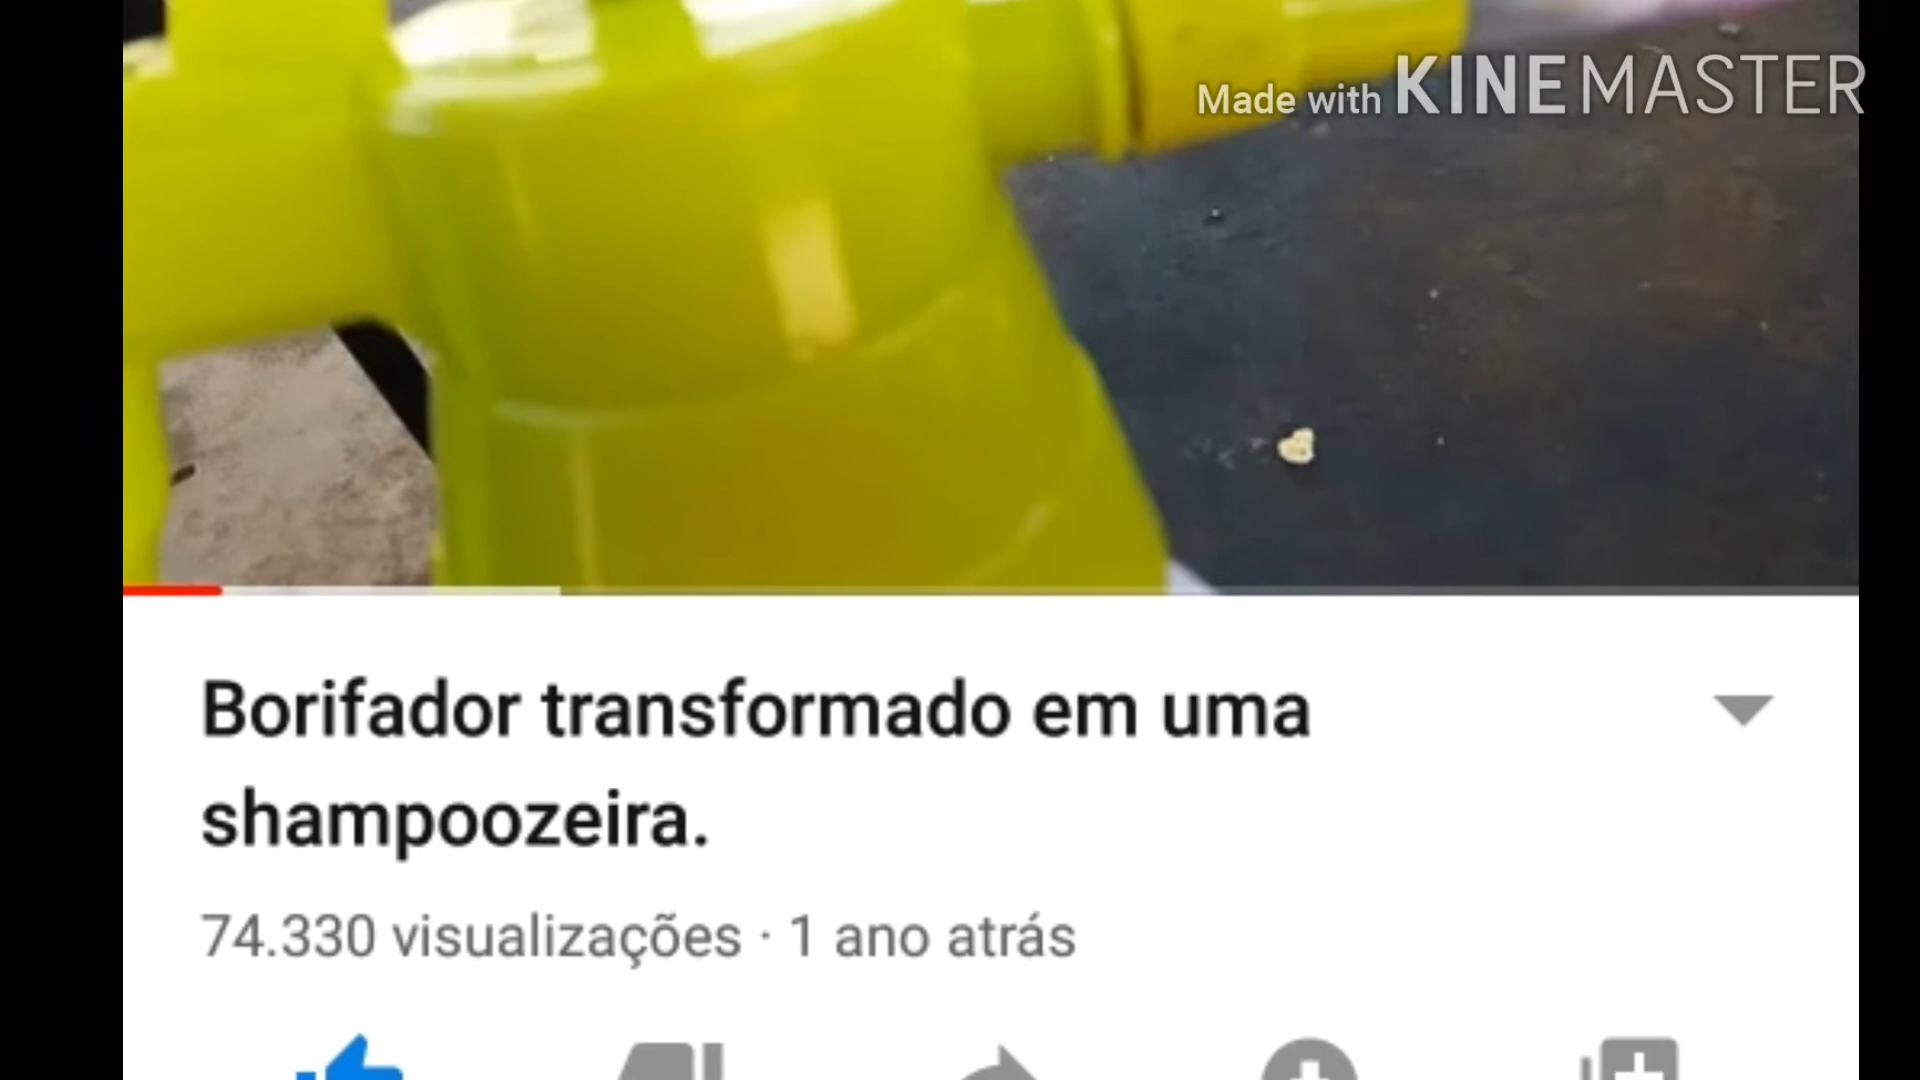 Made with KINEMASTER
Borifador transformado em uma
shampoozeira.
74.330 visualizações · 1 ano atrás